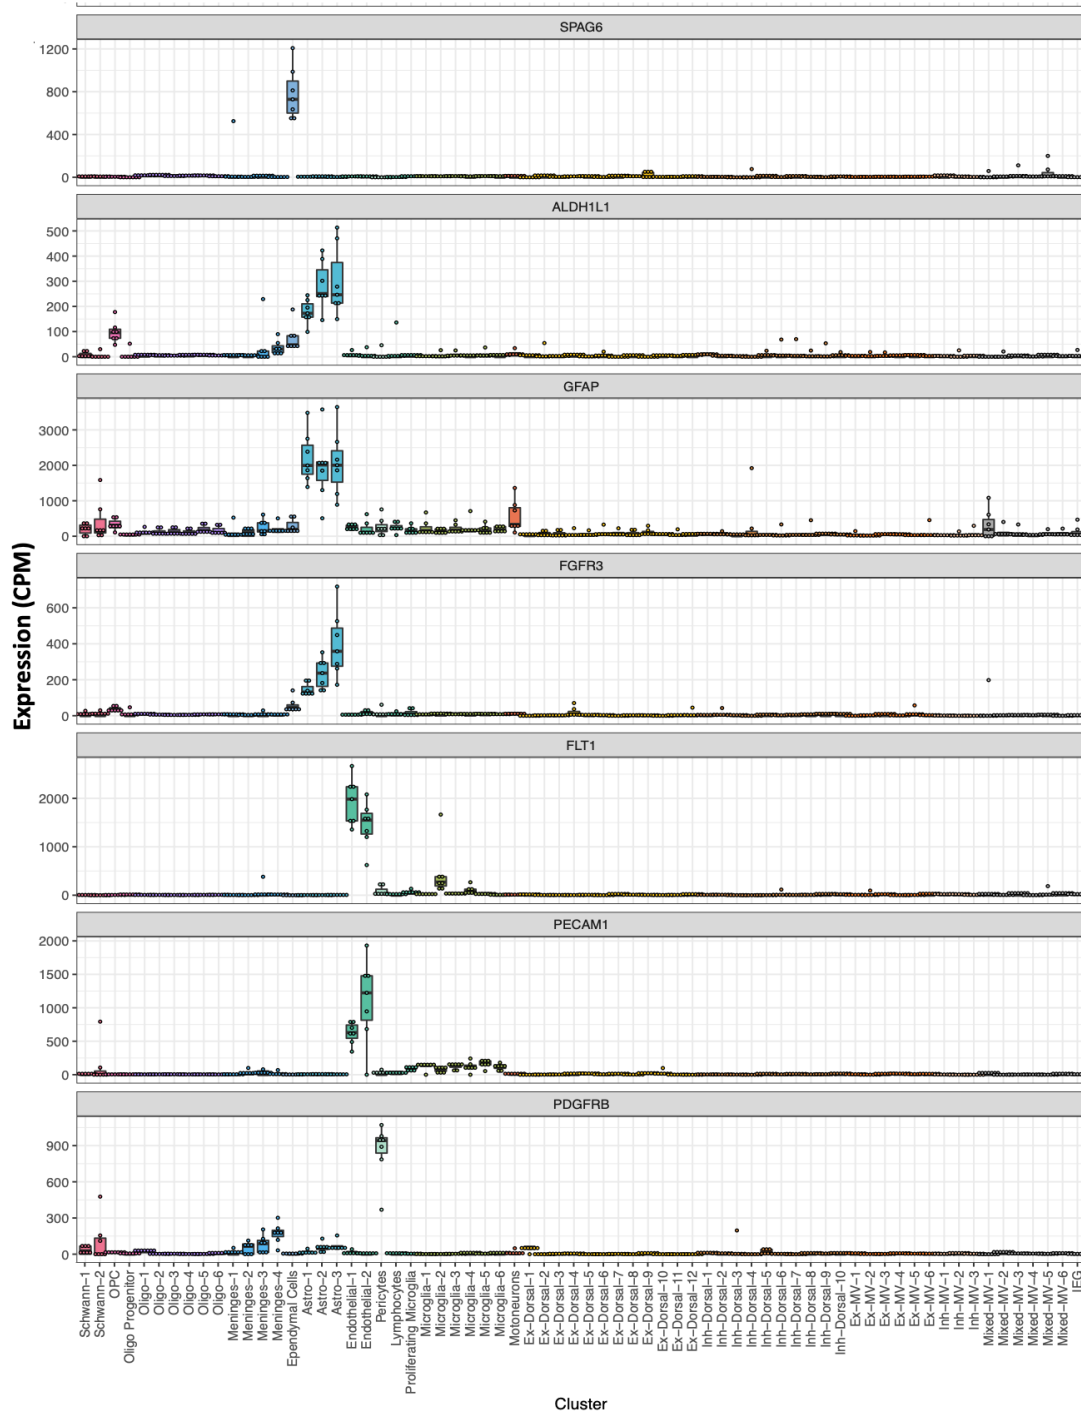 SPAG6
1200
800
400
0
ALDH1L1
500
400
300
200
100
0
GFAP
3000
2000
1000
0
FGFR3
600
400
200
0
FLT1
2000
1000
0
PECAM1
2000
1500
1000
500
0
PDGFRB
900
600
300
0
Expression (CPM)
Schwann-1
Schwann-2
OPC
Oligo Progenitor
Oligo-1
Oligo-2
Oligo-3
Oligo-4
Oligo-5
Oligo-6
Meninges-1
Meninges-2
Meninges-3
Meninges-4
Ependymal Cells
Astro-1
Astro-2
Astro-3
Endothelial-1
Endothelial-2
Pericytes
Lymphocytes
Proliferating Microglia
Microglia-1
Microglia-2
Microglia-3
Microglia-4
Microglia-5
Microglia-6
Motoneurons
Ex-Dorsal-1
Ex-Dorsal-2
Ex-Dorsal-3
Ex-Dorsal-4
Ex-Dorsal-5
Ex-Dorsal-6
Ex-Dorsal-7
Ex-Dorsal-8
Ex-Dorsal-9
Ex-Dorsal-10
Ex-Dorsal-11
Ex-Dorsal-12
Inh-Dorsal-1
Inh-Dorsal-2
Inh-Dorsal-3
Inh-Dorsal-4
Inh-Dorsal-5
Inh-Dorsal-6
Inh-Dorsal-7
Inh-Dorsal-8
Inh-Dorsal-9
Inh-Dorsal-10
Ex-MV-1
Ex-MV-2
Ex-MV-3
Ex-MV-4
Ex-MV-5
Ex-MV-6
Inh-MV-1
Inh-MV-2
Inh-MV-3
Mixed-MV-1
Mixed-MV-2
Mixed-MV-3
Mixed-MV-4
Mixed-MV-5
Mixed-MV-6
IEG
Cluster